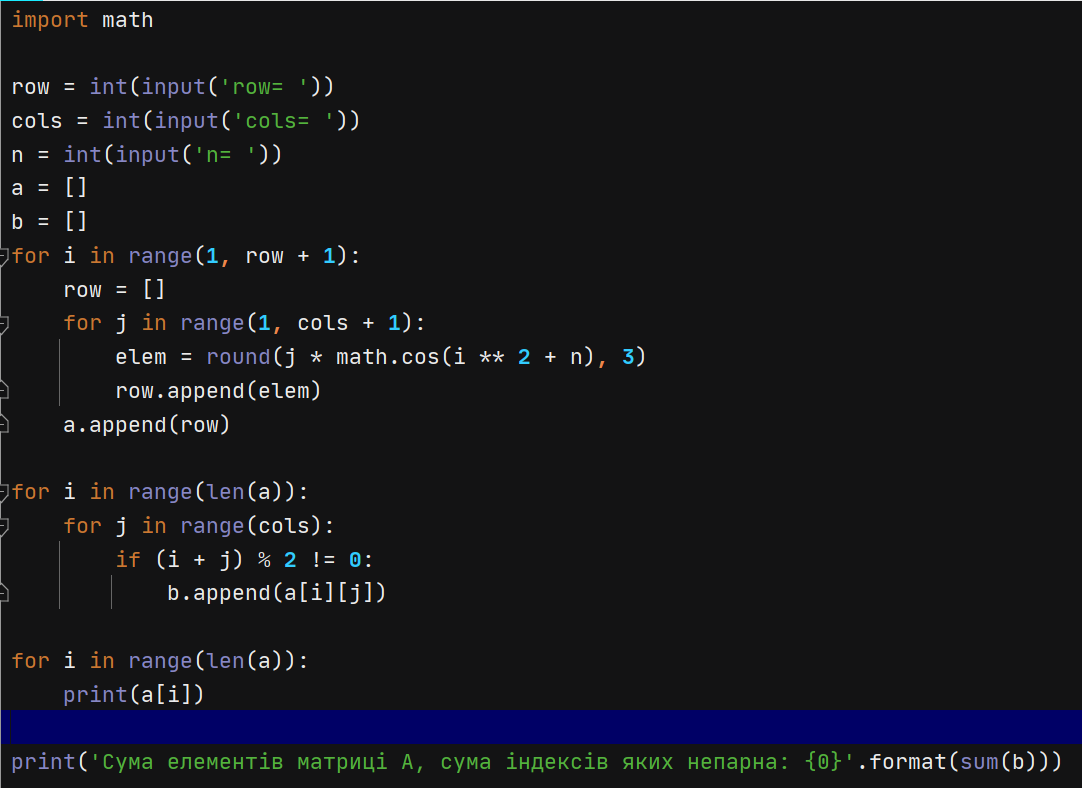 import math
row = int(input('row= '))
cols = int(input('cols= '))
n = int(input('n= '))
a = []
b = []
for i in range(1, row + 1):
    row = []
    for j in range(1, cols + 1):
        elem = round(j * math.cos(i ** 2 + n), 3)
        row.append(elem)
    a.append(row)
for i in range(len(a)):
    for j in range(cols):
        if (i + j) % 2 != 0:
            b.append(a[i][j])
for i in range(len(a)):
    print(a[i])
print('Сума елементів матриці А, сума індексів яких непарна: {0}'.format(sum(b)))